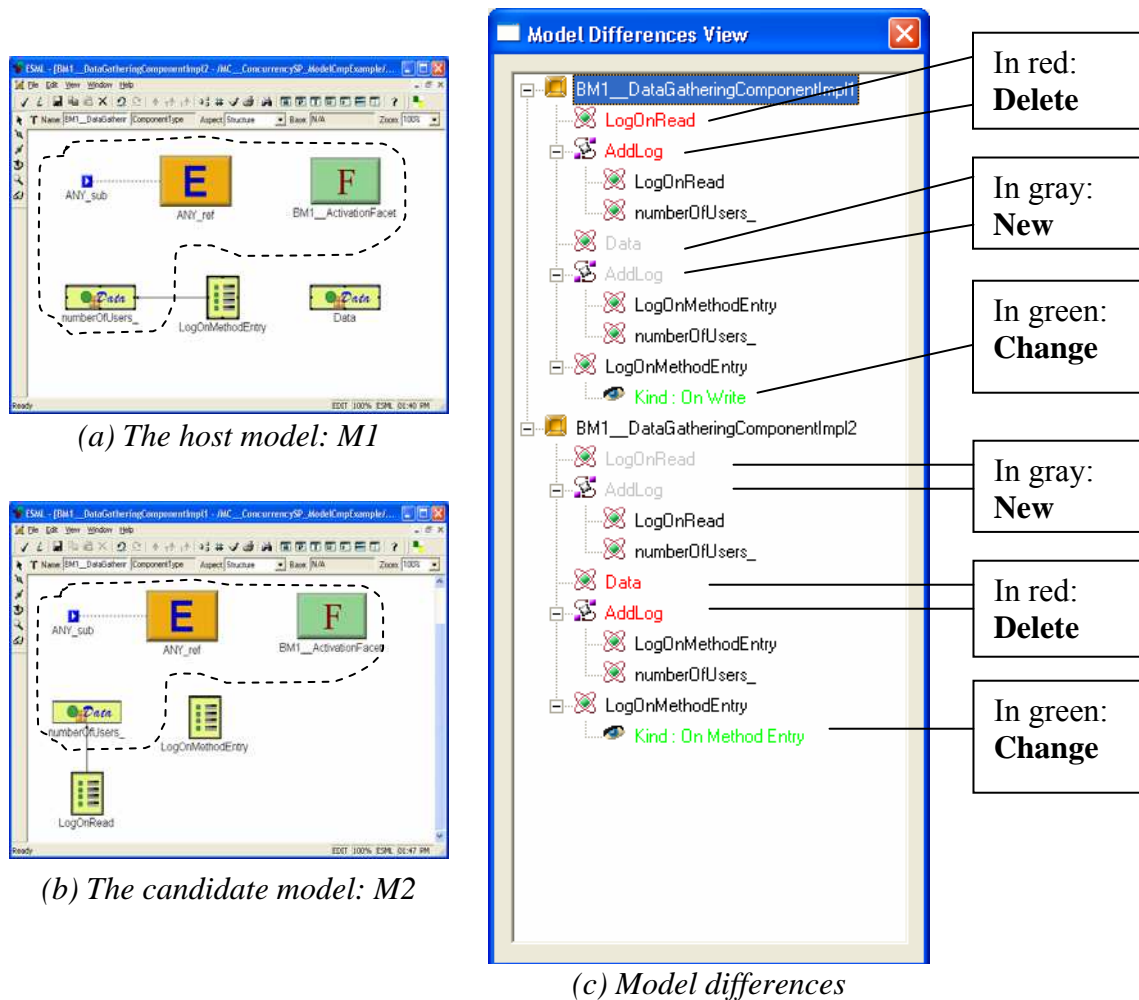 ESML - [BM1__DataGatheringComponentImpl2 - /MC__ConcurrencySP_ModelCmpExample/...
File Edit View Window Help
Name: BM1__DataGatherir ComponentType Aspect: Structure Base: N/A Zoom: 100%
ANY_sub
E
ANY_ref
F
BM1__ActivationFacet
Data
numberOfUsers_
LogOnMethodEntry
Data
Data
Ready
EDIT 100% ESML 01:40 PM
(a) The host model: M1
ESML - [BM1__DataGatheringComponentImpl1 - /MC__ConcurrencySP_ModelCmpExample/...
File Edit View Window Help
Name: BM1__DataGatherir ComponentType Aspect: Structure Base: N/A Zoom: 100%
ANY_sub
E
ANY_ref
F
BM1__ActivationFacet
Data
numberOfUsers_
LogOnMethodEntry
LogOnRead
Ready
EDIT 100% ESML 01:47 PM
(b) The candidate model: M2
Model Differences View
BM1__DataGatheringComponentImpl1
LogOnRead
AddLog
LogOnRead
numberOfUsers_
Data
AddLog
LogOnMethodEntry
numberOfUsers_
LogOnMethodEntry
Kind : On Write
BM1__DataGatheringComponentImpl2
LogOnRead
AddLog
LogOnRead
numberOfUsers_
Data
AddLog
LogOnMethodEntry
numberOfUsers_
LogOnMethodEntry
Kind : On Method Entry
(c) Model differences
In red:
Delete
In gray:
New
In green:
Change
In gray:
New
In red:
Delete
In green:
Change